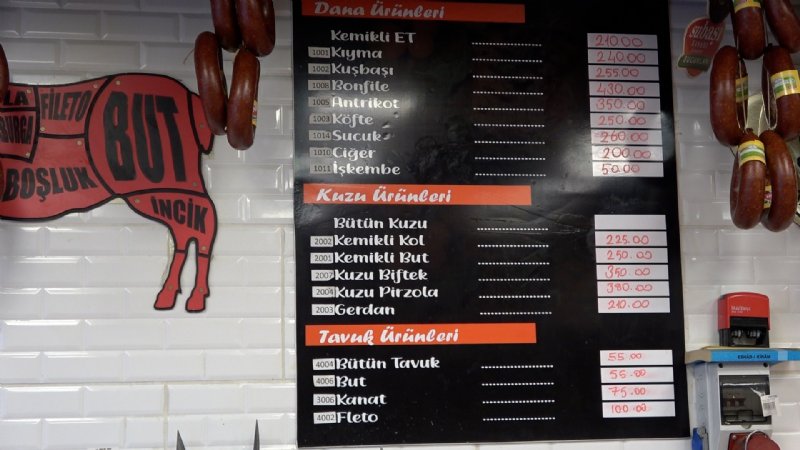 Dana Ürünleri
Kemikli ET 210.00
1001 Kıyma 240.00
1002 Kuşbaşı 255.00
1008 Bonfile 430.00
1005 Antrikot 350.00
1003 Köfte 250.00
1014 Sucuk 260.00
1010 Ciğer 200.00
1011 İşkembe 50.00
Kuzu Ürünleri
Bütün Kuzu
2002 Kemikli Kol 225.00
2001 Kemikli But 250.00
2007 Kuzu Biftek 350.00
2004 Kuzu Pirzola 380.00
2003 Gerdan 210.00
Tavuk Ürünleri
4004 Bütün Tavuk 55.00
4006 But 55.00
3006 Kanat 75.00
4002 Fleto 100.00
FİLETO
BUT
BOŞLUK
İNCİK